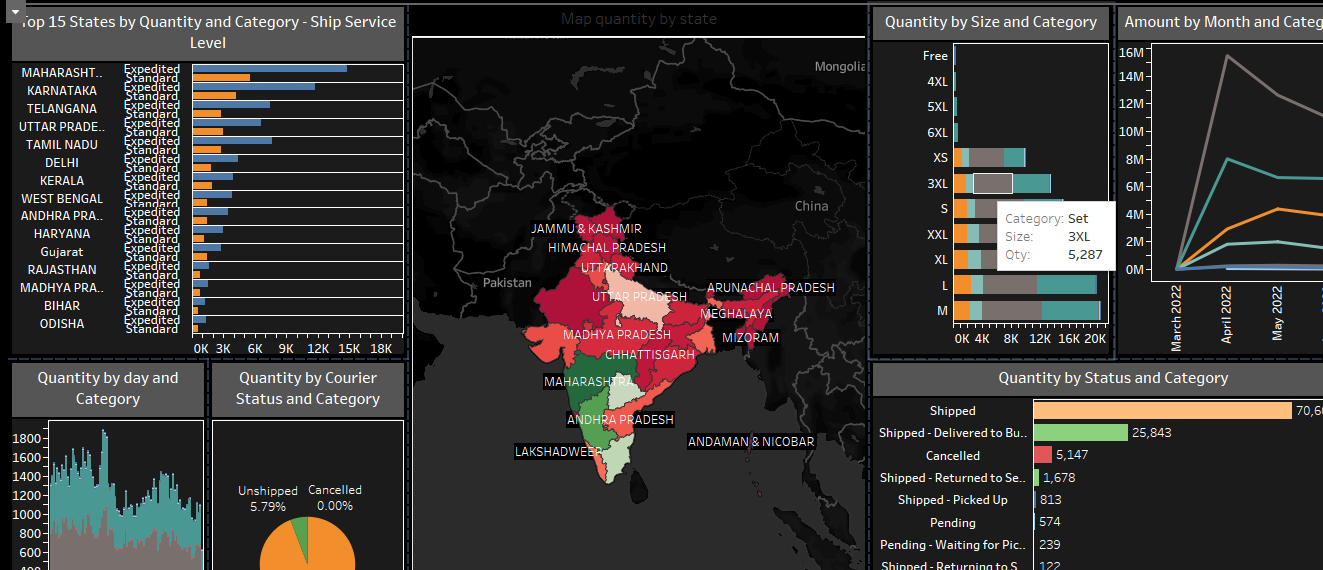 Top 15 States by Quantity and Category - Ship Service
Level
MAHARASHT..
Expedited
Standard
KARNATAKA
Expedited
Standard
TELANGANA
Expedited
Standard
UTTAR PRADE..
Expedited
Standard
TAMIL NADU
Expedited
Standard
DELHI
Expedited
Standard
KERALA
Expedited
Standard
WEST BENGAL
Expedited
Standard
ANDHRA PRA..
Expedited
Standard
HARYANA
Expedited
Standard
Gujarat
Expedited
Standard
RAJASTHAN
Expedited
Standard
MADHYA PRA..
Expedited
Standard
BIHAR
Expedited
Standard
ODISHA
Expedited
Standard
0K 3K 6K 9K 12K 15K 18K
Map quantity by state
Mongolia
China
Pakistan
JAMMU & KASHMIR
HIMACHAL PRADESH
UTTARAKHAND
UTTAR PRADESH
ARUNACHAL PRADESH
MEGHALAYA
MADHYA PRADESH
MIZORAM
CHHATTISGARH
MAHARASHTRA
ANDHRA PRADESH
ANDAMAN & NICOBAR
LAKSHADWEEP
Quantity by Size and Category
Free
4XL
5XL
6XL
XS
3XL
S
XXL
XL
L
M
0K 4K 8K 12K 16K 20K
Category: Set
Size: 3XL
Qty: 5,287
Amount by Month and Categ
16M
14M
12M
10M
8M
6M
4M
2M
0M
March 2022
April 2022
May 2022
Quantity by day and
Category
1800
1600
1400
1200
1000
800
600
400
Quantity by Courier
Status and Category
Unshipped
5.79%
Cancelled
0.00%
Quantity by Status and Category
Shipped 70,6
Shipped - Delivered to Bu.. 25,843
Cancelled 5,147
Shipped - Returned to Se.. 1,678
Shipped - Picked Up 813
Pending 574
Pending - Waiting for Pic.. 239
Shipped - Returning to S.. 122